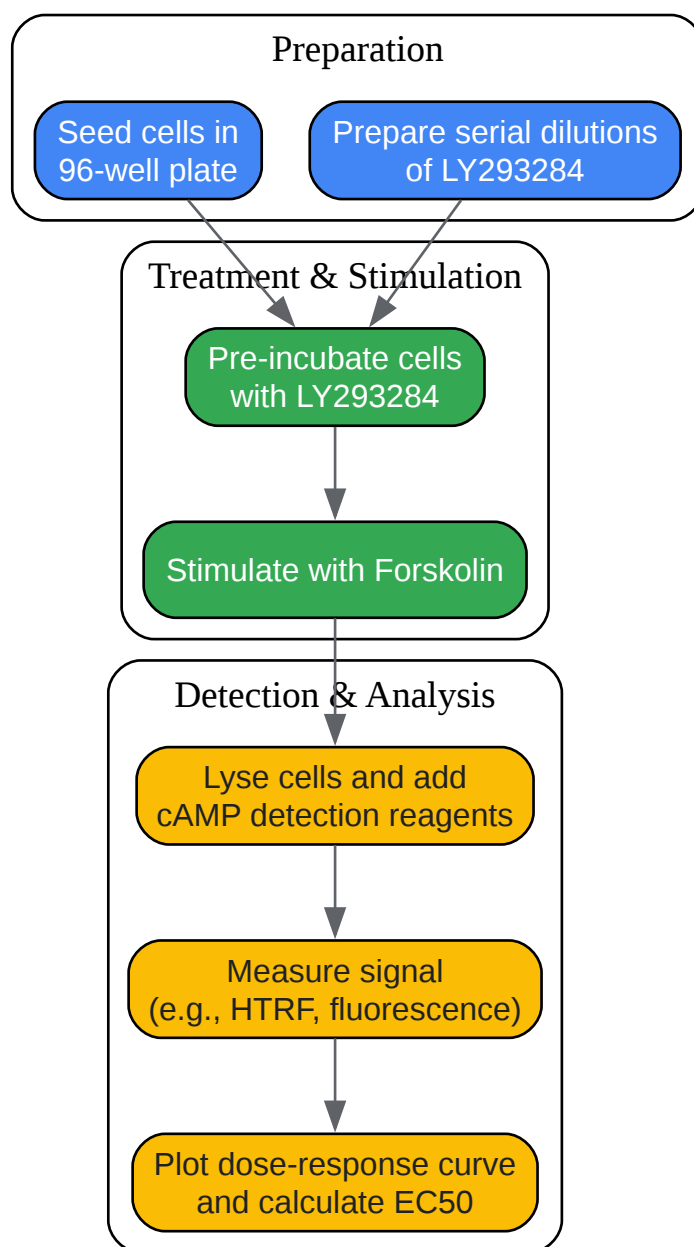 Preparation
Seed cells in
96-well plate
Prepare serial dilutions
of LY293284
Treatment & Stimulation
Pre-incubate cells
with LY293284
Stimulate with Forskolin
Detection & Analysis
Lyse cells and add
cAMP detection reagents
Measure signal
(e.g., HTRF, fluorescence)
Plot dose-response curve
and calculate EC50